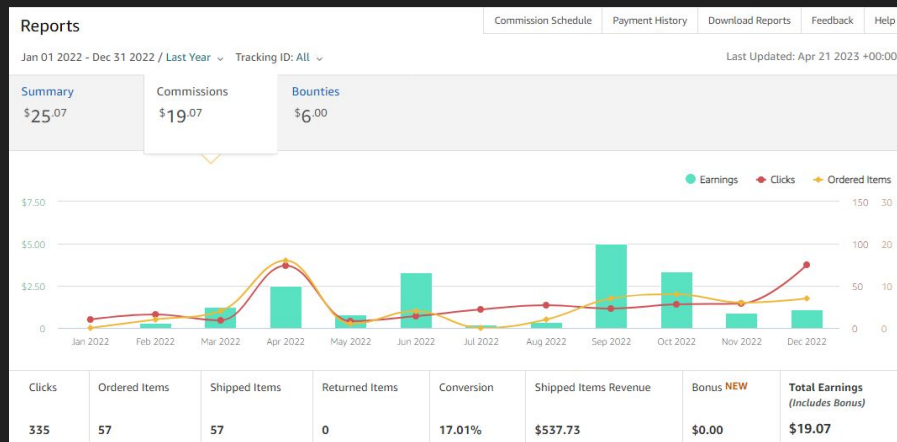 Reports
Commission Schedule Payment History Download Reports Feedback Help
Jan 01 2022 - Dec 31 2022 / Last Year Tracking ID: All
Last Updated: Apr 21 2023 +00:00
Summary Commissions Bounties
$25.07 $19.07 $6.00
Earnings Clicks Ordered Items
$7.50 150 30
$5.00 100 20
$2.50 50 10
0 0 0
Jan 2022 Feb 2022 Mar 2022 Apr 2022 May 2022 Jun 2022 Jul 2022 Aug 2022 Sep 2022 Oct 2022 Nov 2022 Dec 2022
Clicks Ordered Items Shipped Items Returned Items Conversion Shipped Items Revenue Bonus NEW Total Earnings
(Includes Bonus)
335 57 57 0 17.01% $537.73 $0.00 $19.07